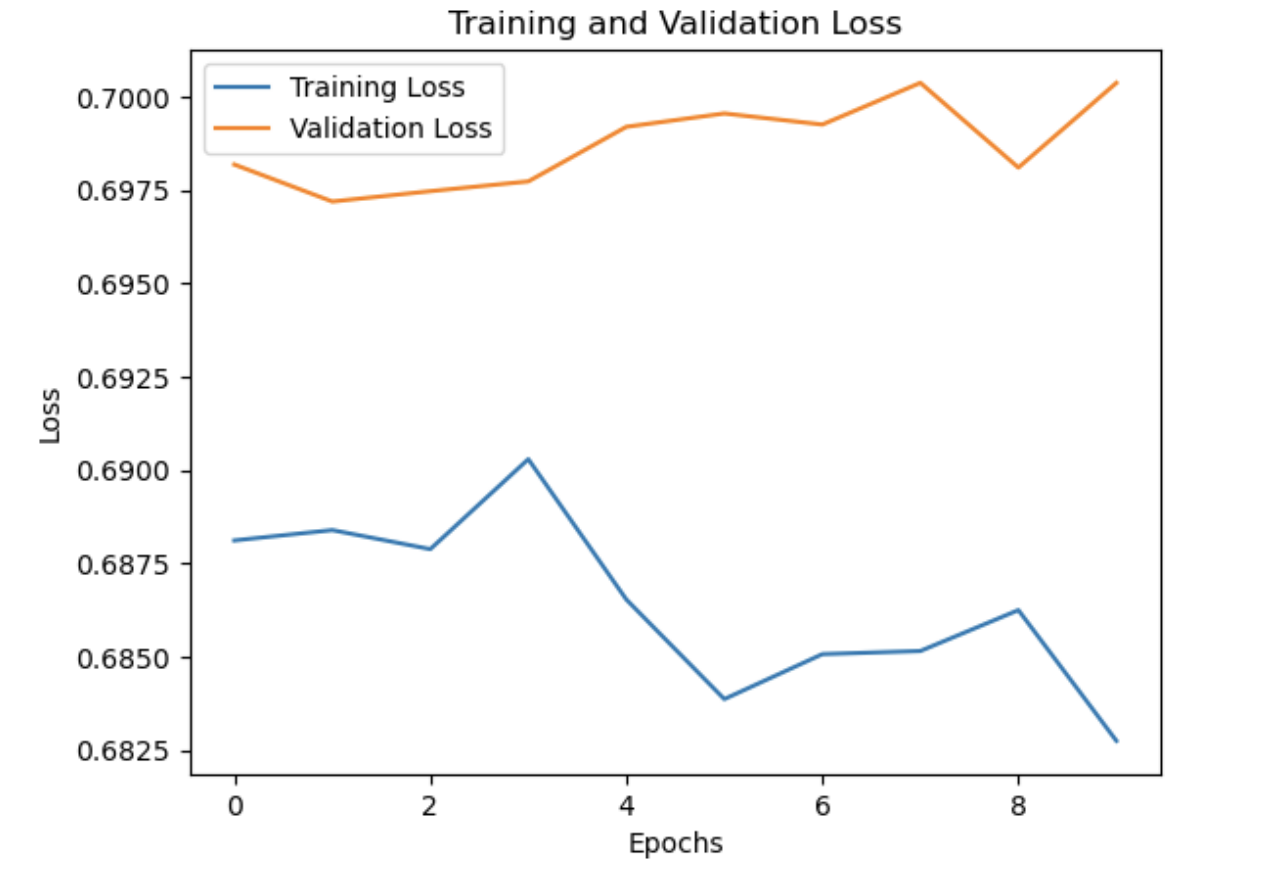 Training and Validation Loss
Training Loss
Validation Loss
0.7000
0.6975
0.6950
0.6925
0.6900
0.6875
0.6850
0.6825
Loss
0 2 4 6 8
Epochs